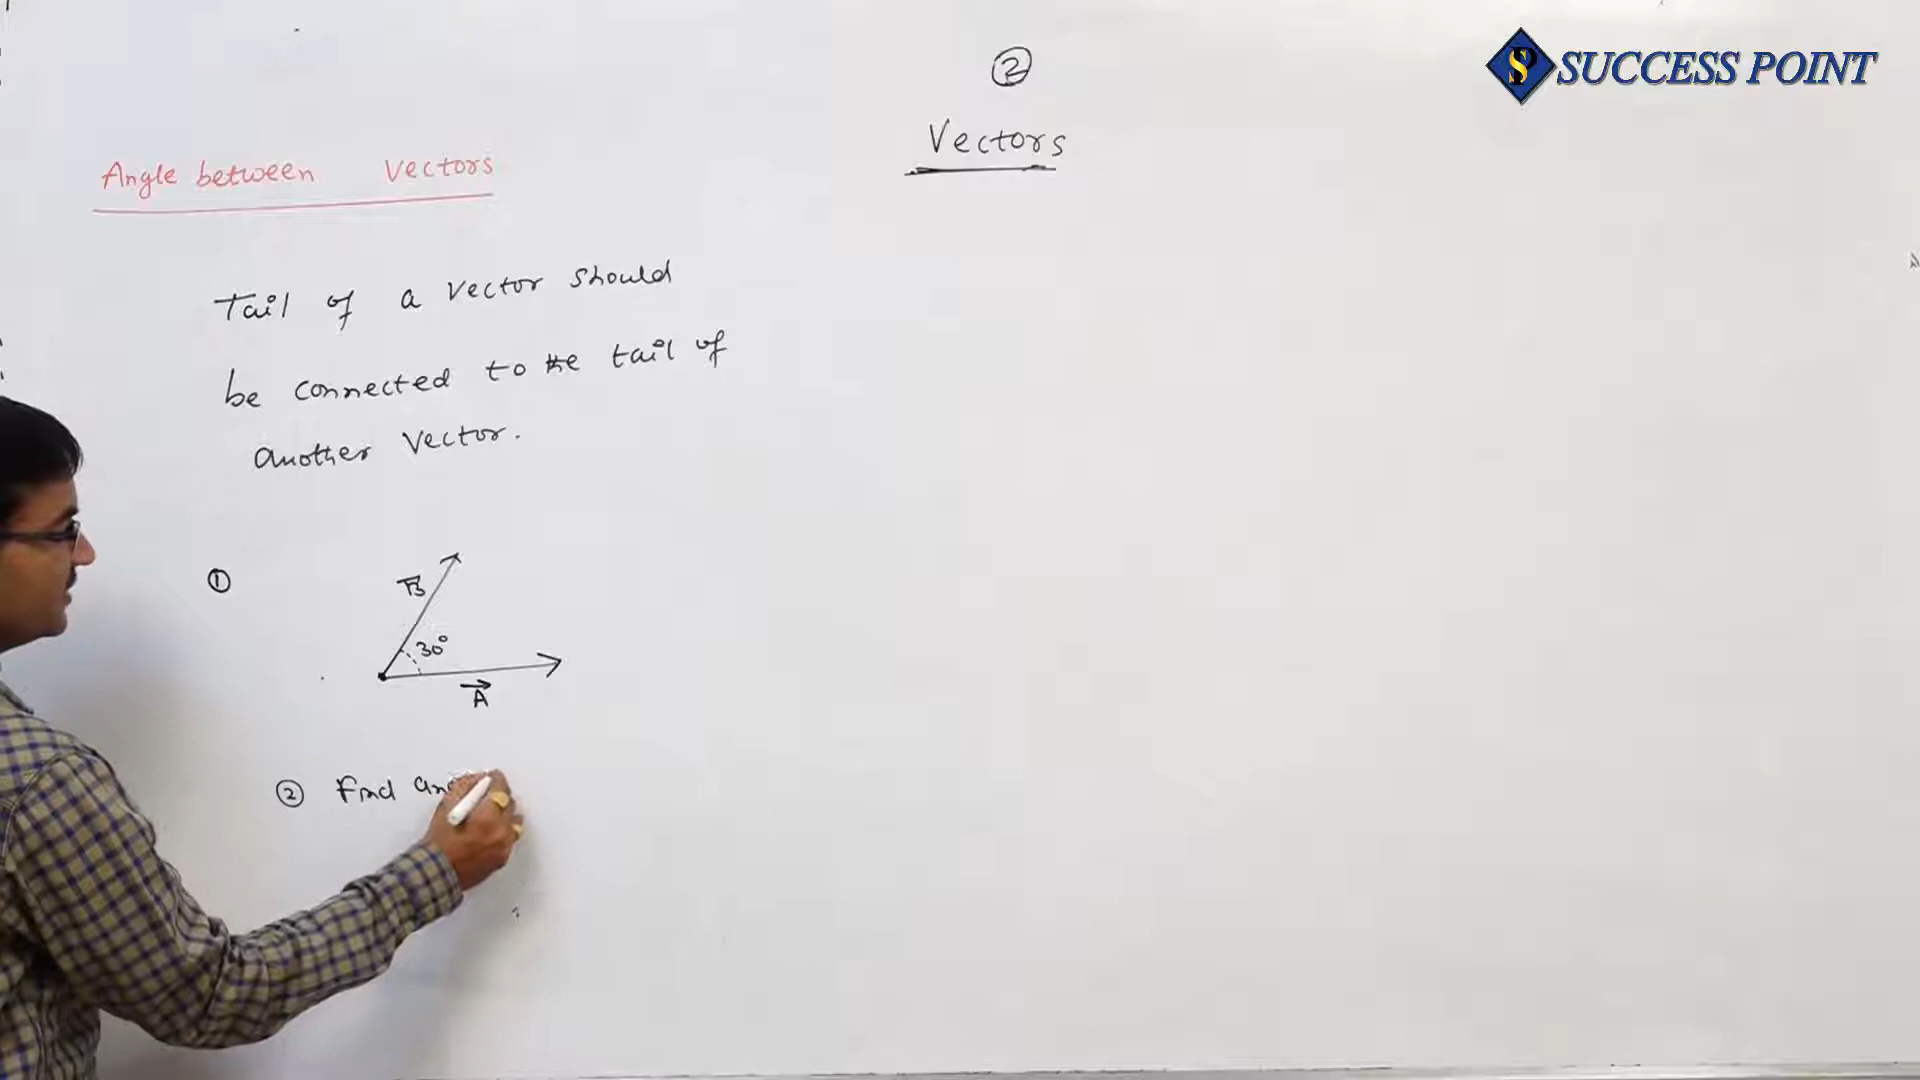 ②
SUCCESS POINT
Vectors
Angle between Vectors
Tail of a vector should
be connected to the tail of
another Vector.
①
B
30°
A
② Find